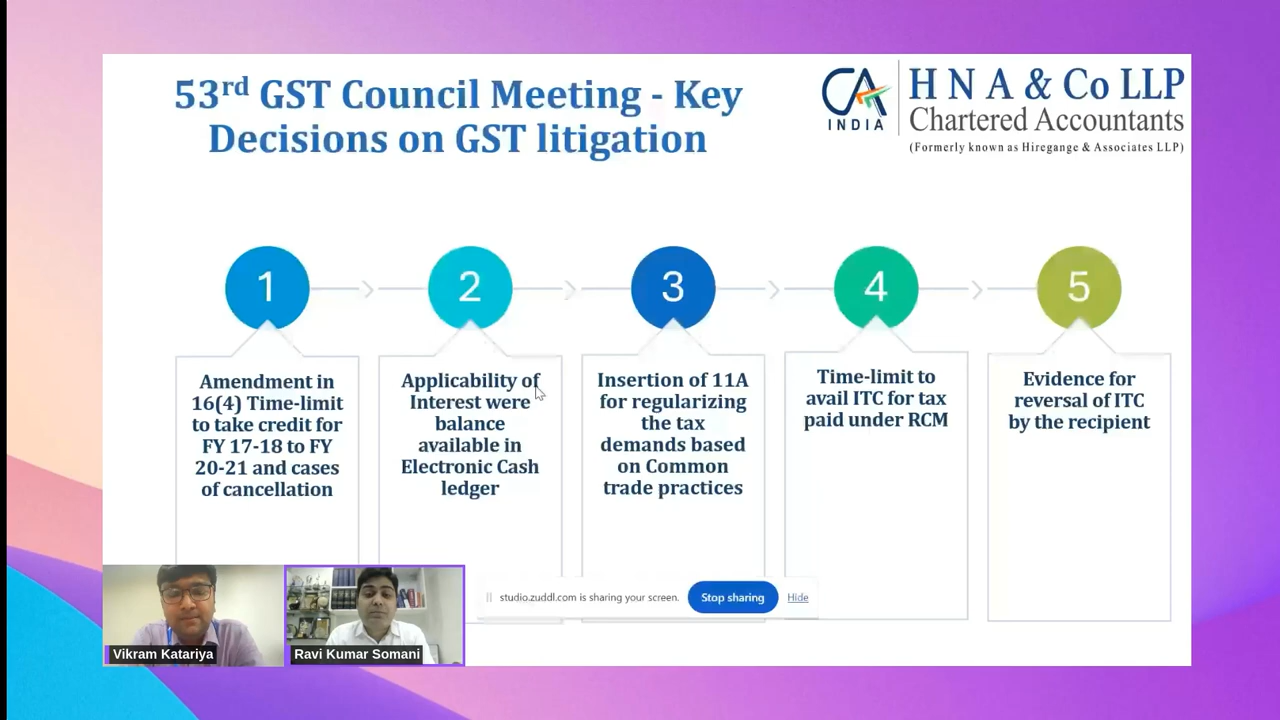 53rd GST Council Meeting - Key
Decisions on GST litigation
CA
INDIA
H N A & Co LLP
Chartered Accountants
(Formerly known as Hiregange & Associates LLP)
1
2
3
4
5
Amendment in
16(4) Time-limit
to take credit for
FY 17-18 to FY
20-21 and cases
of cancellation
Applicability of
Interest were
balance
available in
Electronic Cash
ledger
Insertion of 11A
for regularizing
the tax
demands based
on Common
trade practices
Time-limit to
avail ITC for tax
paid under RCM
Evidence for
reversal of ITC
by the recipient
Vikram Katariya
Ravi Kumar Somani
studio.zuddl.com is sharing your screen.
Stop sharing
Hide